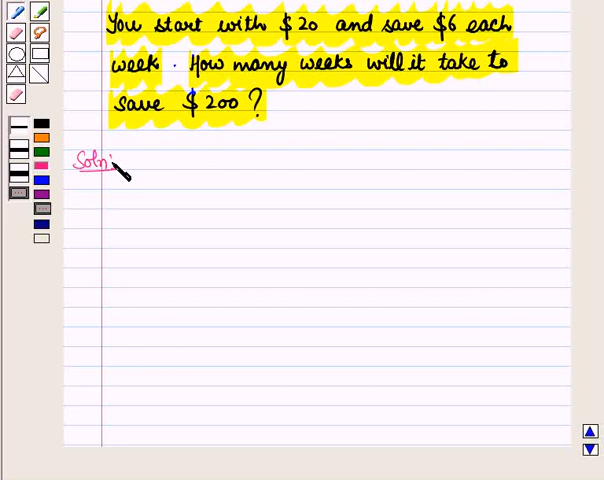 You start with $20 and save $6 each
week. How many weeks will it take to
save $200?
Soln: